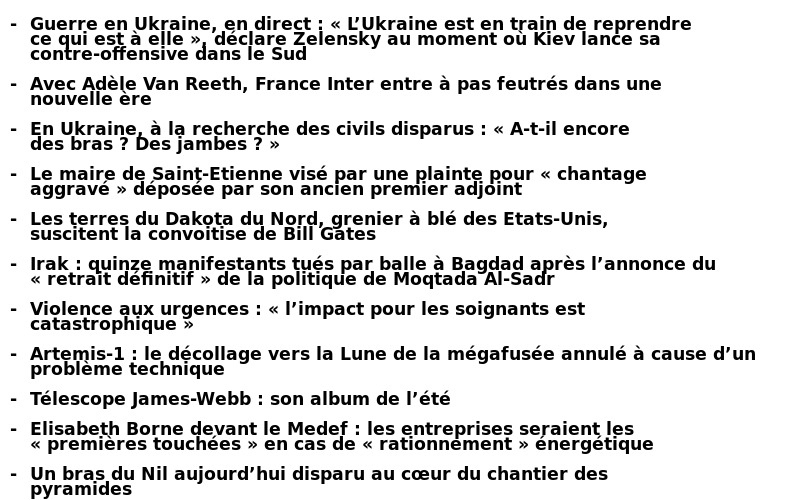 - Guerre en Ukraine, en direct : « L’Ukraine est en train de reprendre
ce qui est à elle », déclare Zelensky au moment où Kiev lance sa
contre-offensive dans le Sud
- Avec Adèle Van Reeth, France Inter entre à pas feutrés dans une
nouvelle ère
- En Ukraine, à la recherche des civils disparus : « A-t-il encore
des bras ? Des jambes ? »
- Le maire de Saint-Etienne visé par une plainte pour « chantage
aggravé » déposée par son ancien premier adjoint
- Les terres du Dakota du Nord, grenier à blé des Etats-Unis,
suscitent la convoitise de Bill Gates
- Irak : quinze manifestants tués par balle à Bagdad après l’annonce du
« retrait définitif » de la politique de Moqtada Al-Sadr
- Violence aux urgences : « l’impact pour les soignants est
catastrophique »
- Artemis-1 : le décollage vers la Lune de la mégafusée annulé à cause d’un
problème technique
- Télescope James-Webb : son album de l’été
- Elisabeth Borne devant le Medef : les entreprises seraient les
« premières touchées » en cas de « rationnement » énergétique
- Un bras du Nil aujourd’hui disparu au cœur du chantier des
pyramides